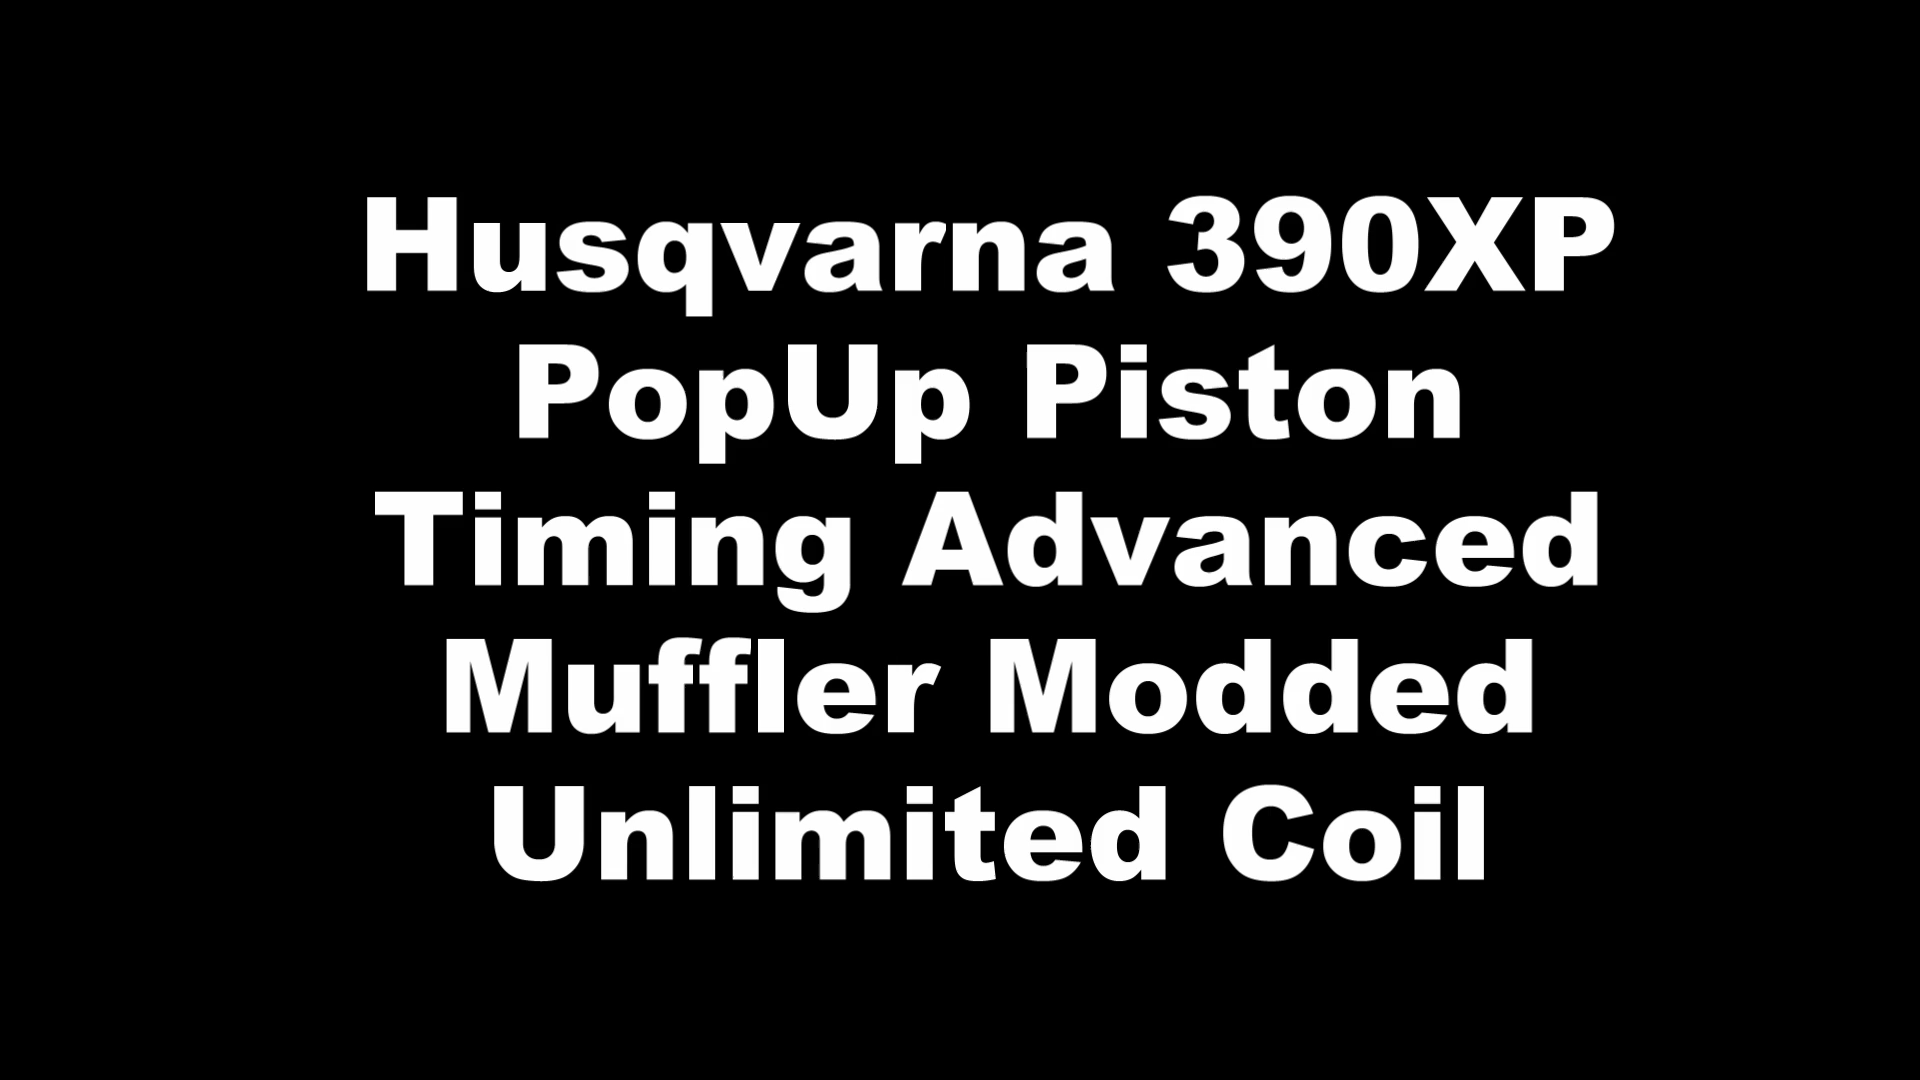 Husqvarna 390XP
PopUp Piston
Timing Advanced
Muffler Modded
Unlimited Coil